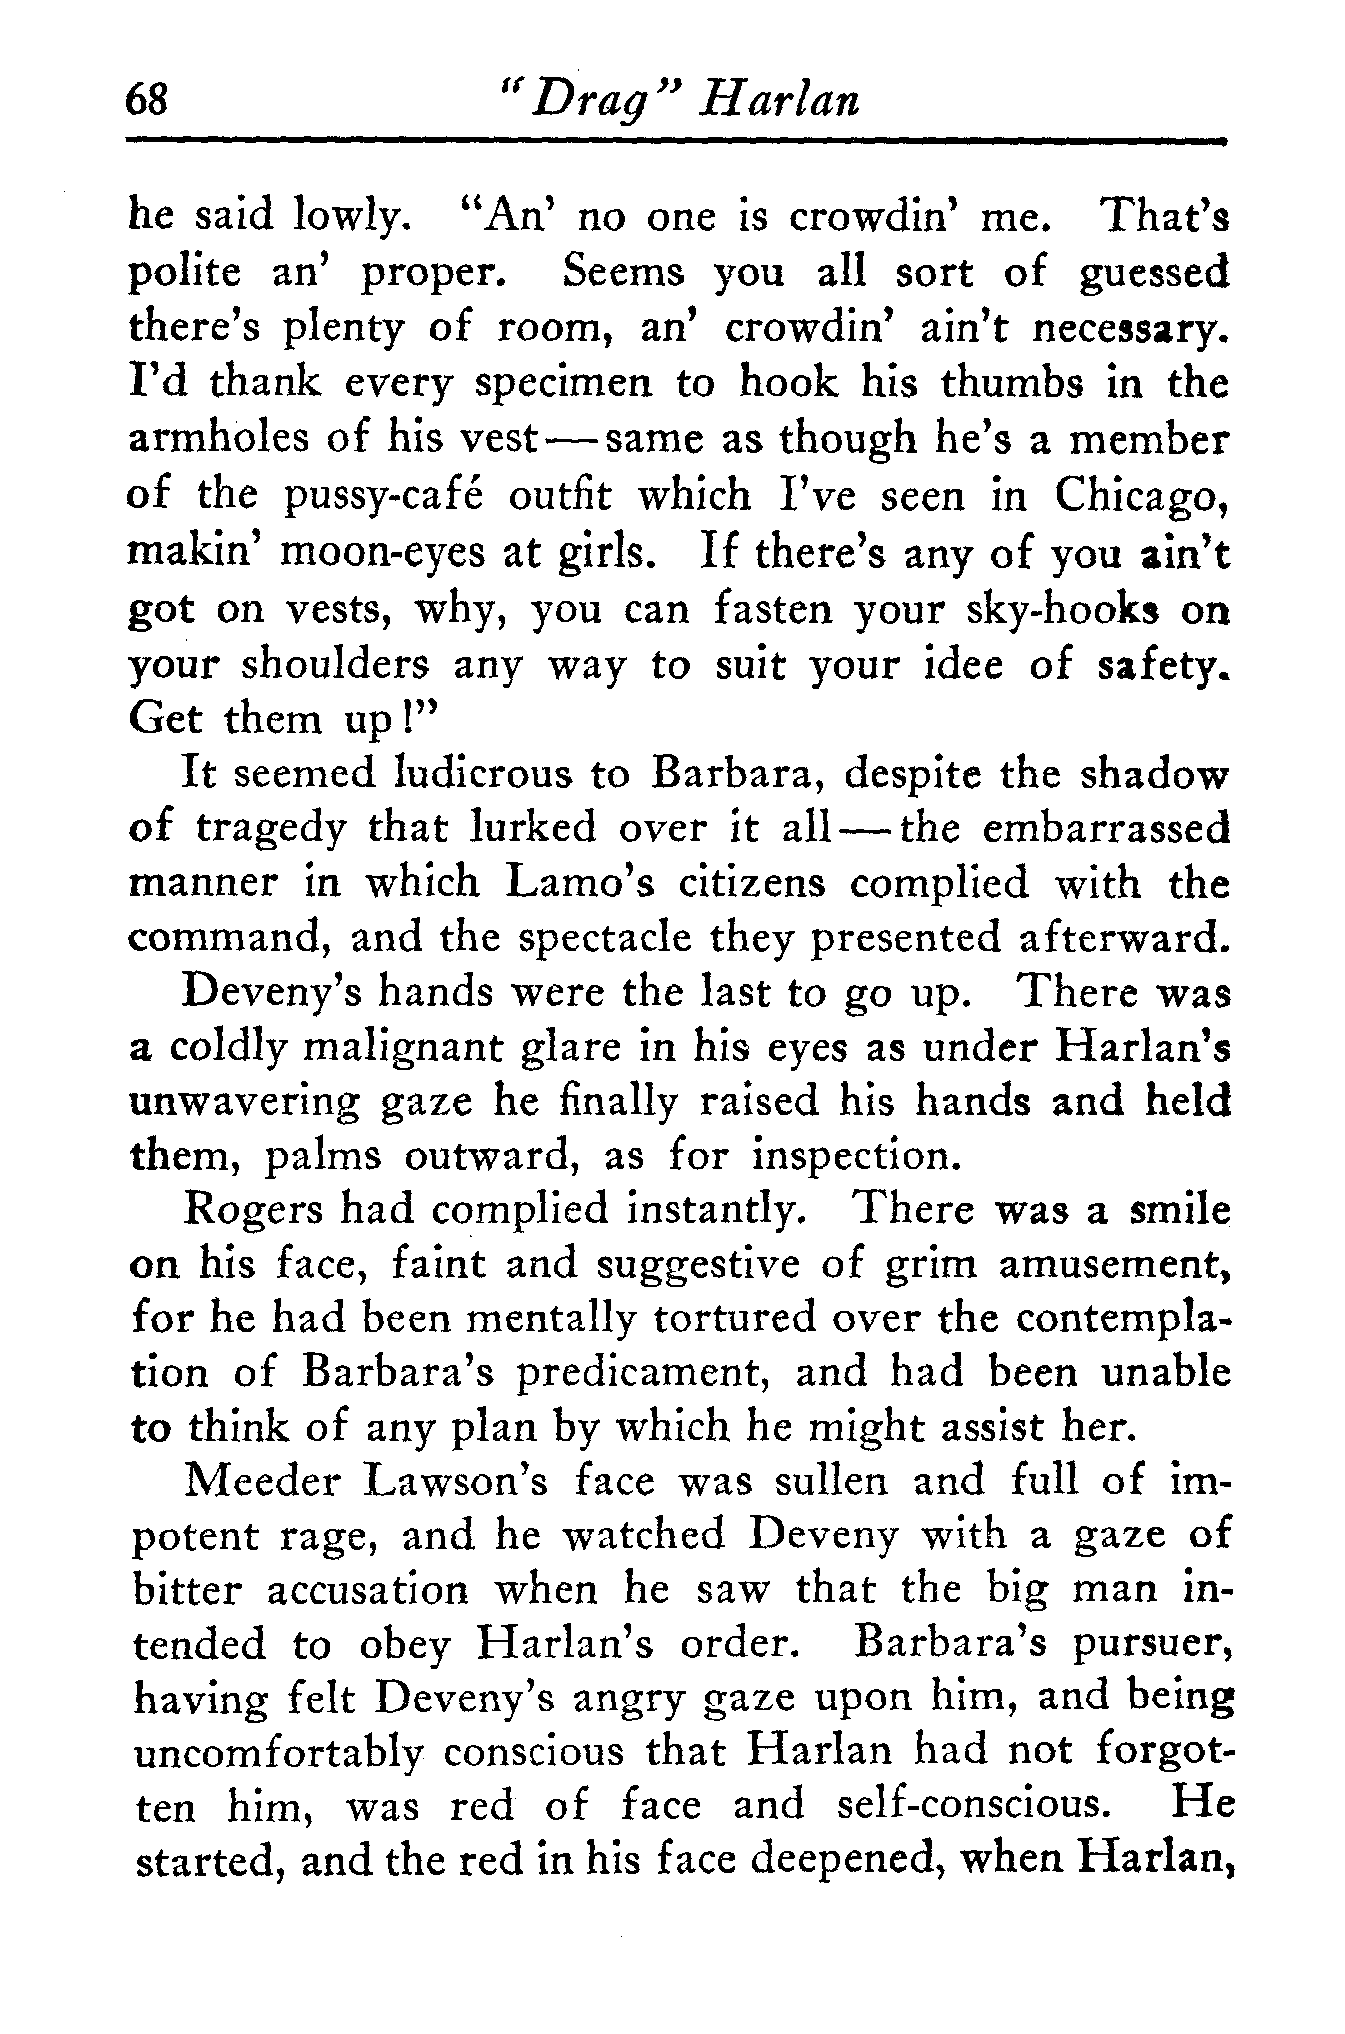 68 "Drag" Harlan
he said lowly. "An' no one is crowdin' me. That's
polite an' proper. Seems you all sort of guessed
there's plenty of room, an' crowdin' ain't necessary.
I'd thank every specimen to hook his thumbs in the
armholes of his vest—same as though he's a member
of the pussy-café outfit which I've seen in Chicago,
makin' moon-eyes at girls. If there's any of you ain't
got on vests, why, you can fasten your sky-hooks on
your shoulders any way to suit your idee of safety.
Get them up!"
It seemed ludicrous to Barbara, despite the shadow
of tragedy that lurked over it all—the embarrassed
manner in which Lamo's citizens complied with the
command, and the spectacle they presented afterward.
Deveny's hands were the last to go up. There was
a coldly malignant glare in his eyes as under Harlan's
unwavering gaze he finally raised his hands and held
them, palms outward, as for inspection.
Rogers had complied instantly. There was a smile
on his face, faint and suggestive of grim amusement,
for he had been mentally tortured over the contempla-
tion of Barbara's predicament, and had been unable
to think of any plan by which he might assist her.
Meeder Lawson's face was sullen and full of im-
potent rage, and he watched Deveny with a gaze of
bitter accusation when he saw that the big man in-
tended to obey Harlan's order. Barbara's pursuer,
having felt Deveny's angry gaze upon him, and being
uncomfortably conscious that Harlan had not forgot-
ten him, was red of face and self-conscious. He
started, and the red in his face deepened, when Harlan,